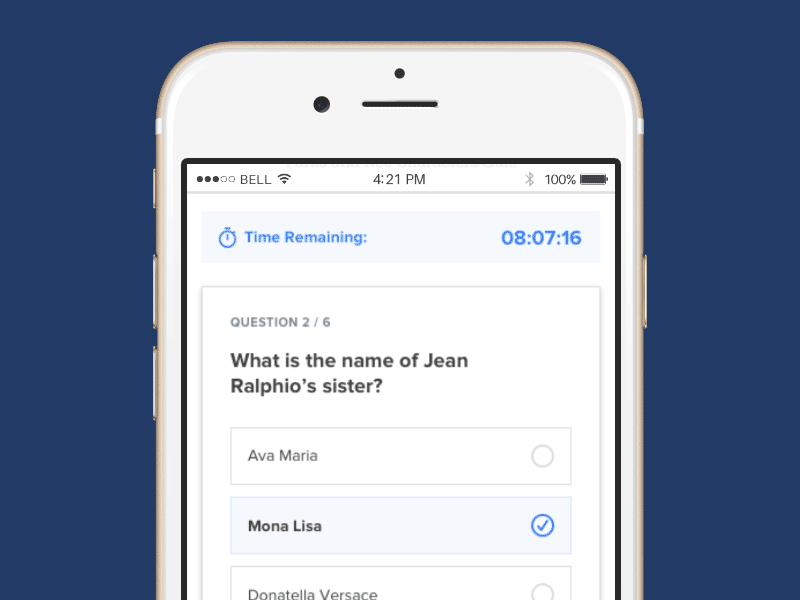 BELL 4:21 PM 100%
Time Remaining: 08:07:16
QUESTION 2 / 6
What is the name of Jean
Ralphio’s sister?
Ava Maria
Mona Lisa
Donatella Versace